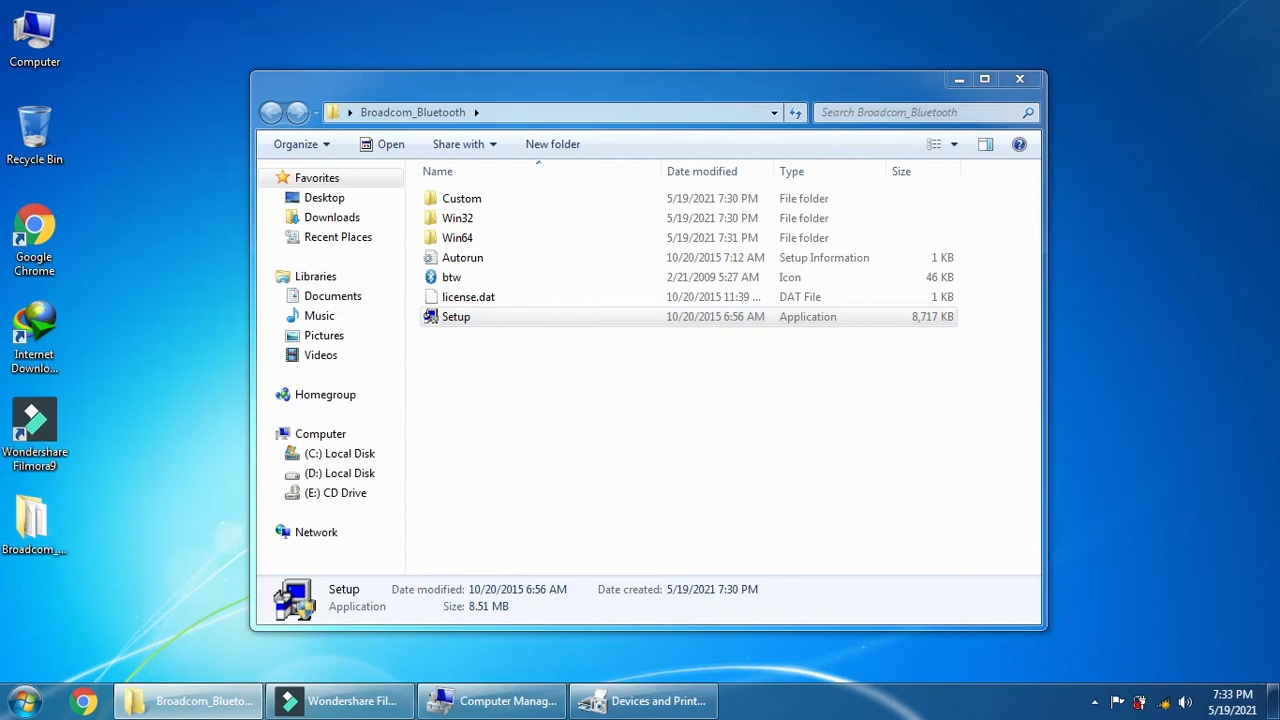 Computer
Recycle Bin
Google
Chrome
Internet
Downlo...
Wondershare
Filmora9
Broadcom_...
Broadcom_Bluetooth
Search Broadcom_Bluetooth
Organize Open Share with New folder
Name Date modified Type Size
Favorites
Desktop
Downloads
Recent Places
Libraries
Documents
Music
Pictures
Videos
Homegroup
Computer
(C:) Local Disk
(D:) Local Disk
(E:) CD Drive
Network
Custom 5/19/2021 7:30 PM File folder
Win32 5/19/2021 7:30 PM File folder
Win64 5/19/2021 7:31 PM File folder
Autorun 10/20/2015 7:12 AM Setup Information 1 KB
btw 2/21/2009 5:27 AM Icon 46 KB
license.dat 10/20/2015 11:39 ... DAT File 1 KB
Setup 10/20/2015 6:56 AM Application 8,717 KB
Setup Date modified: 10/20/2015 6:56 AM Date created: 5/19/2021 7:30 PM
Application Size: 8.51 MB
Broadcom_Blueto... Wondershare Fil... Computer Manag... Devices and Print...
7:33 PM
5/19/2021